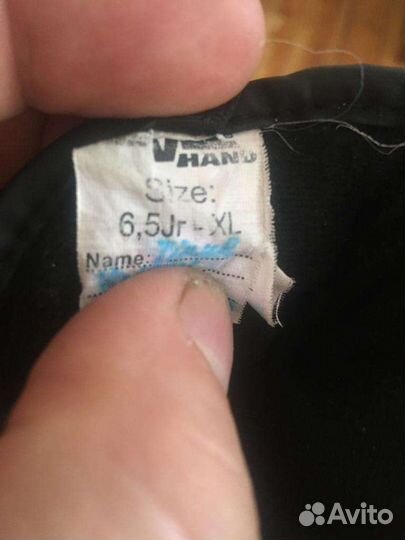 HAND
Size:
6,5Jr - XL
Name:
Avito